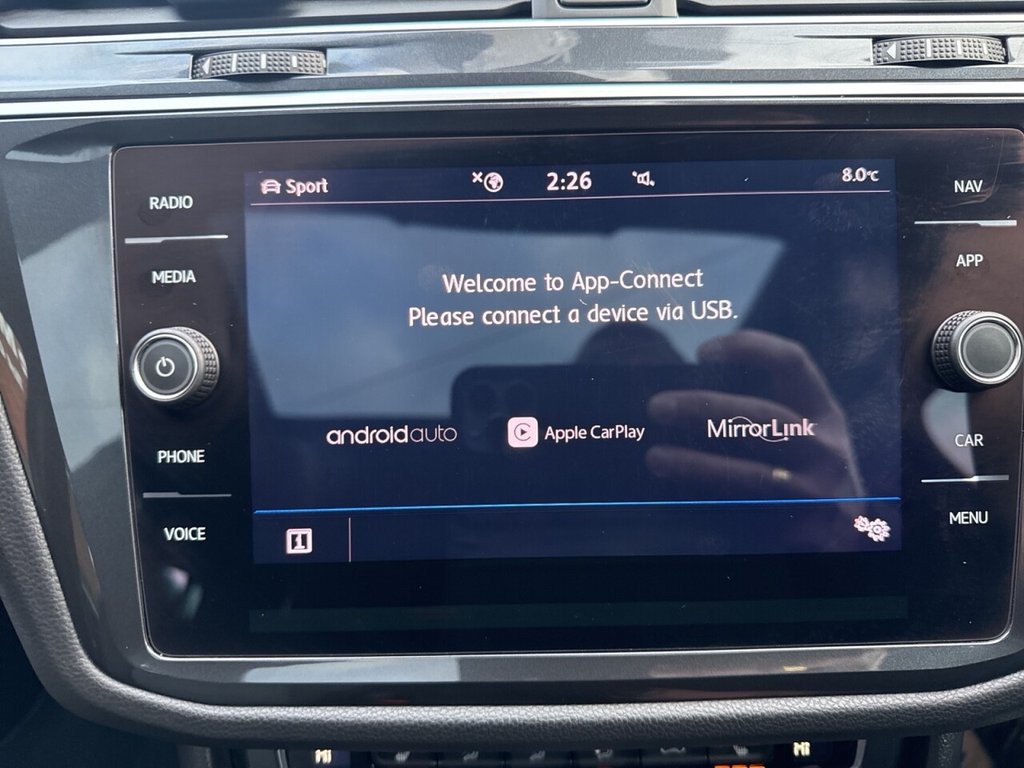 Sport 2:26 8.0°C
RADIO
NAV
MEDIA
APP
Welcome to App-Connect
Please connect a device via USB.
androidauto
Apple CarPlay
MirrorLink
PHONE
CAR
VOICE
MENU